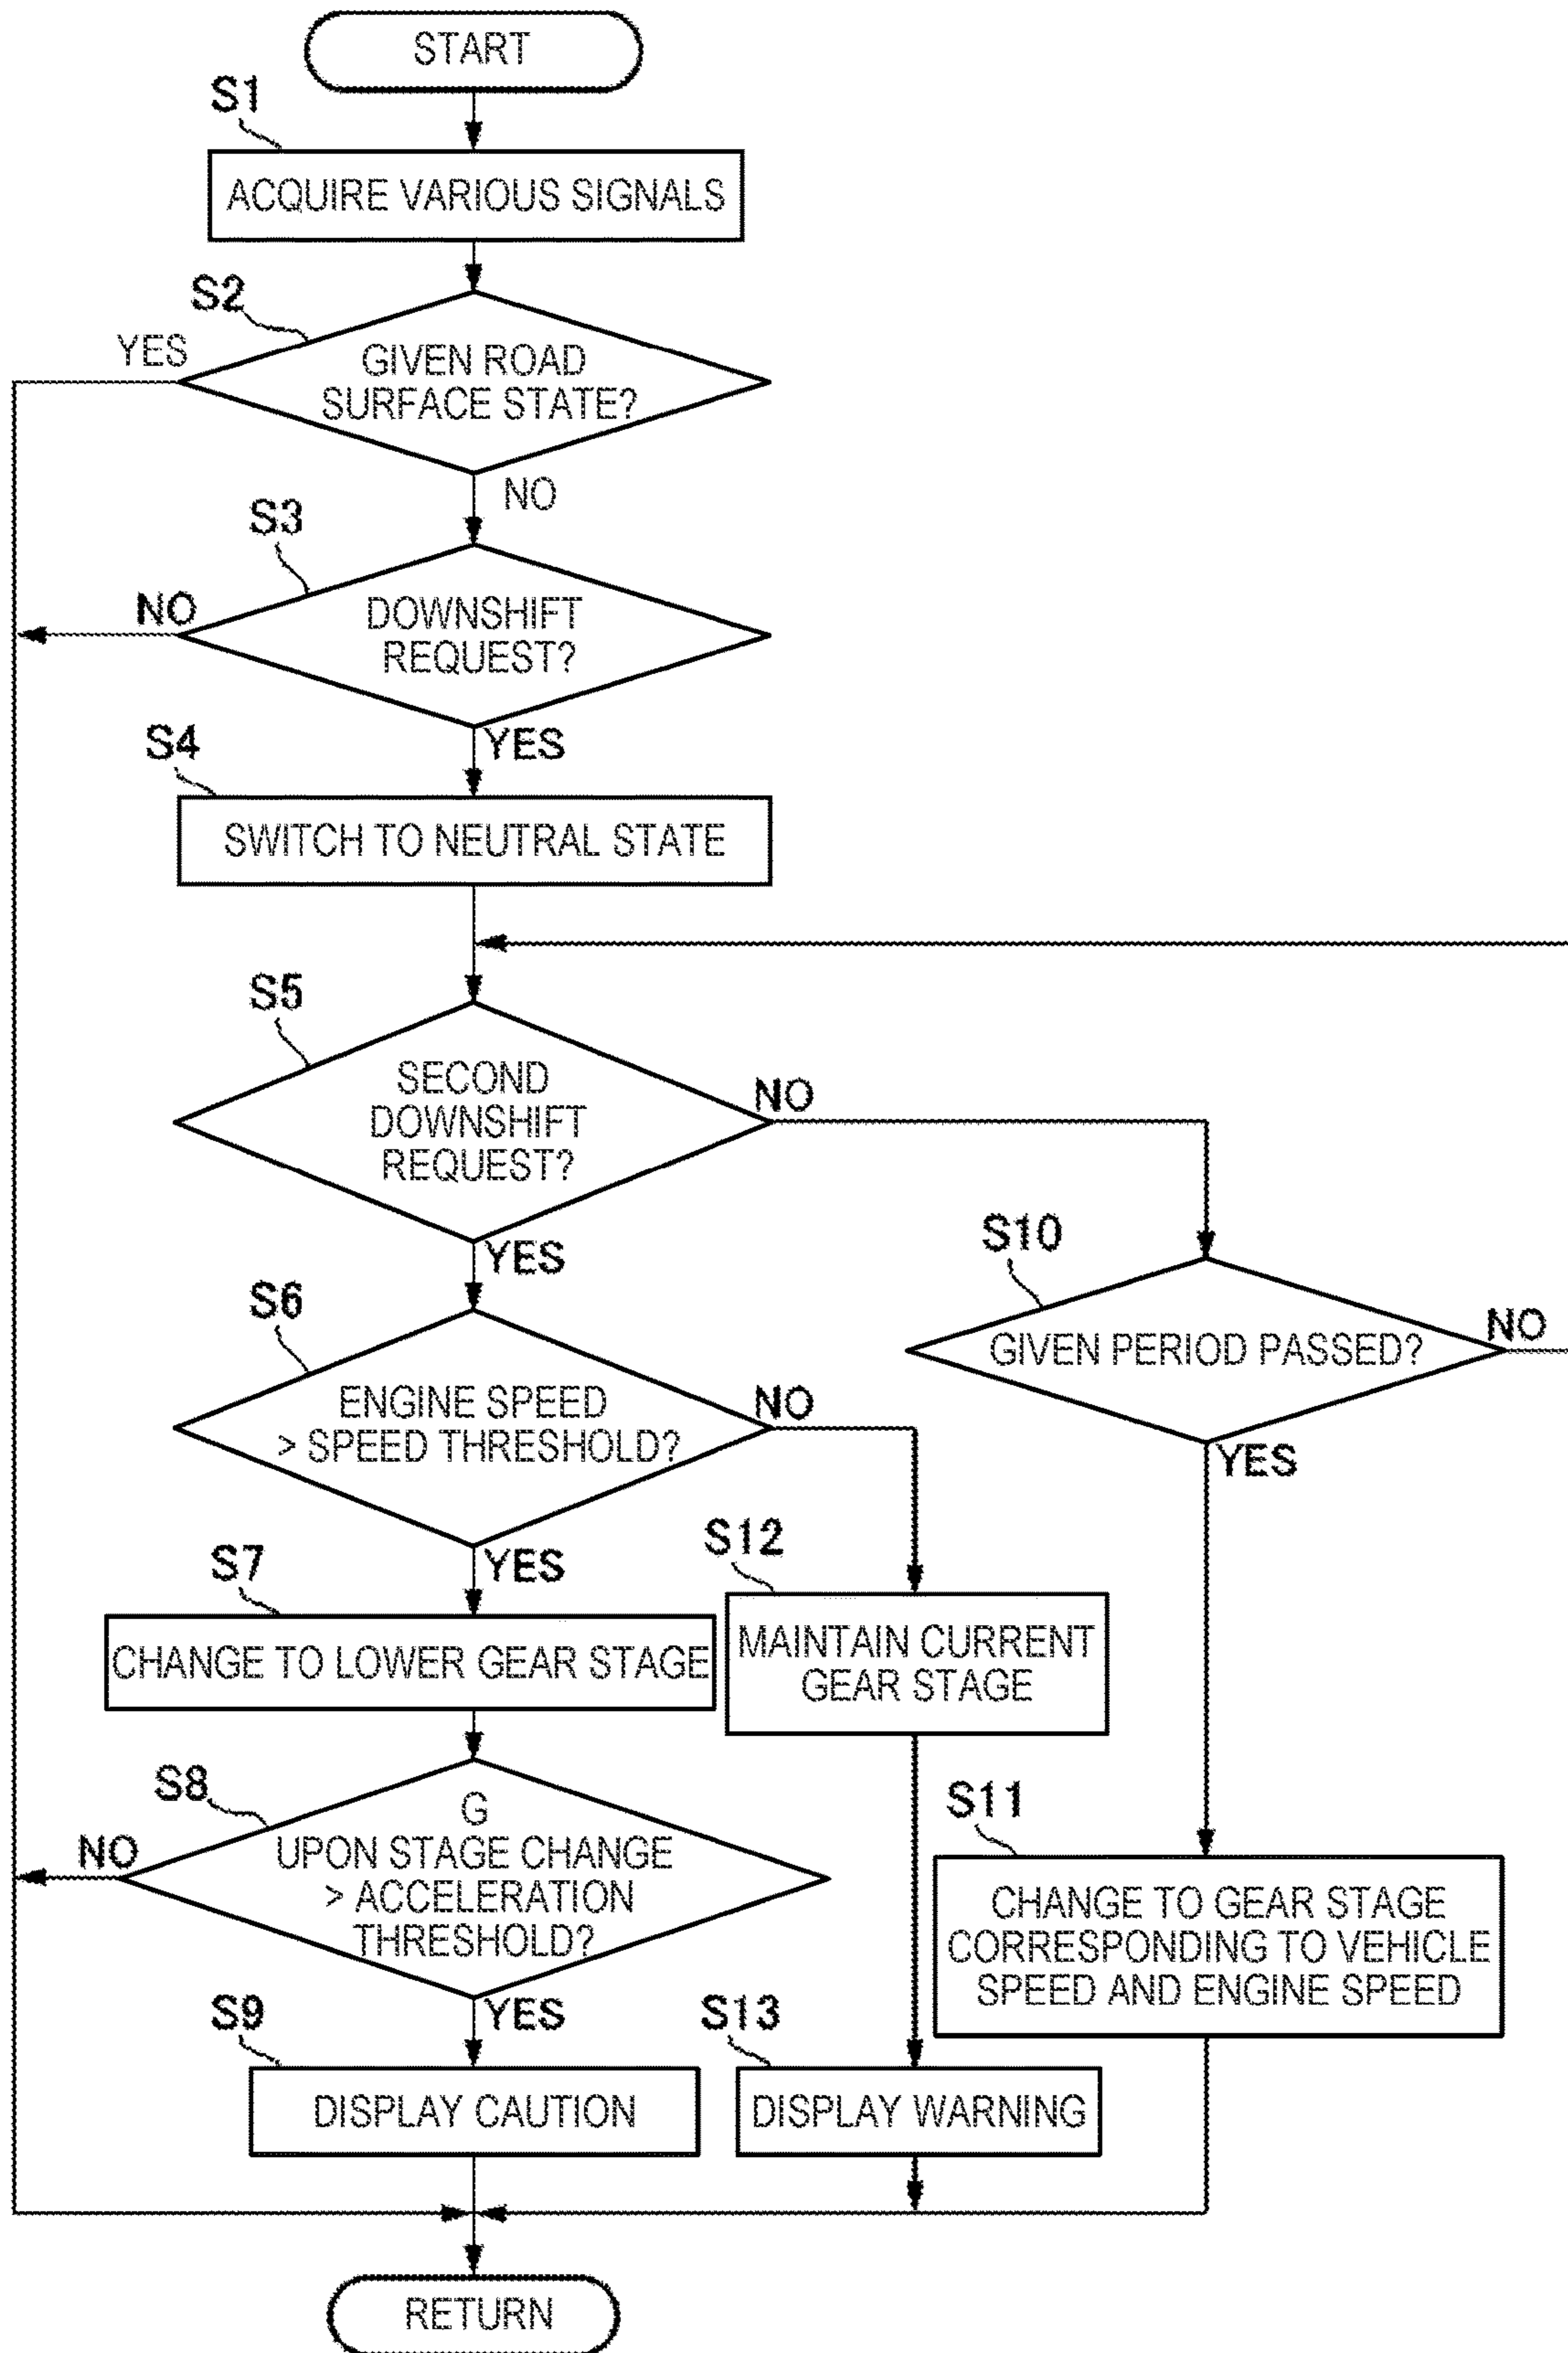 START
S1
ACQUIRE VARIOUS SIGNALS
S2
YES
GIVEN ROAD
SURFACE STATE?
NO
S3
NO
DOWNSHIFT
REQUEST?
YES
S4
SWITCH TO NEUTRAL STATE
S5
SECOND
DOWNSHIFT
REQUEST?
NO
YES
S10
GIVEN PERIOD PASSED?
NO
YES
S6
ENGINE SPEED
> SPEED THRESHOLD?
NO
YES
S7
CHANGE TO LOWER GEAR STAGE
S12
MAINTAIN CURRENT
GEAR STAGE
S8
NO
G
UPON STAGE CHANGE
> ACCELERATION
THRESHOLD?
YES
S11
CHANGE TO GEAR STAGE
CORRESPONDING TO VEHICLE
SPEED AND ENGINE SPEED
S9
DISPLAY CAUTION
S13
DISPLAY WARNING
RETURN